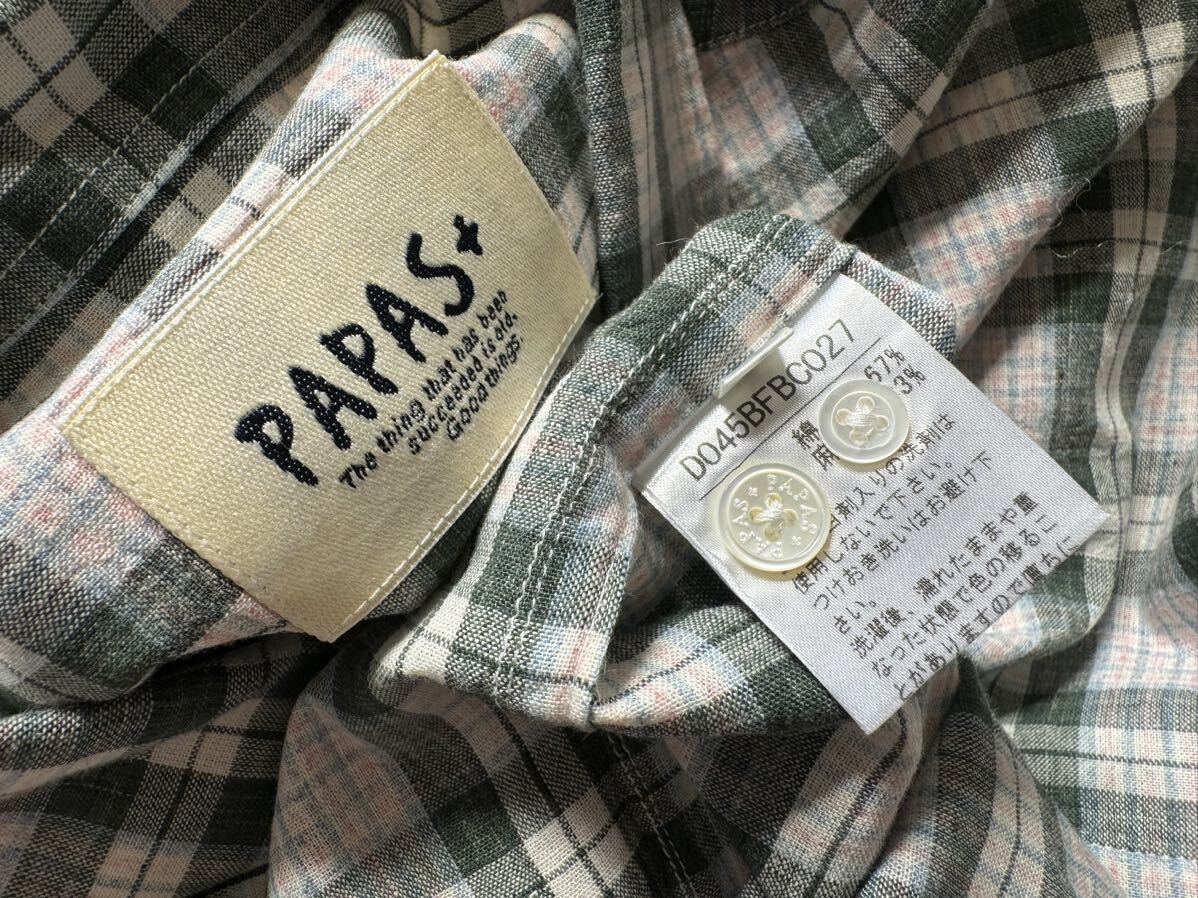 PAPAS+
The thing that has been
succeeded is old.
Good things.
D045BFBC027
綿 67%
麻 3%
剤入りの洗剤は
使用しないで下さい。
つけおき洗いはお避け下
さい。
洗濯後、濡れたままや重
なった状態で色の移るこ
とがありますので直ちに
PAPAS+PAPAS+